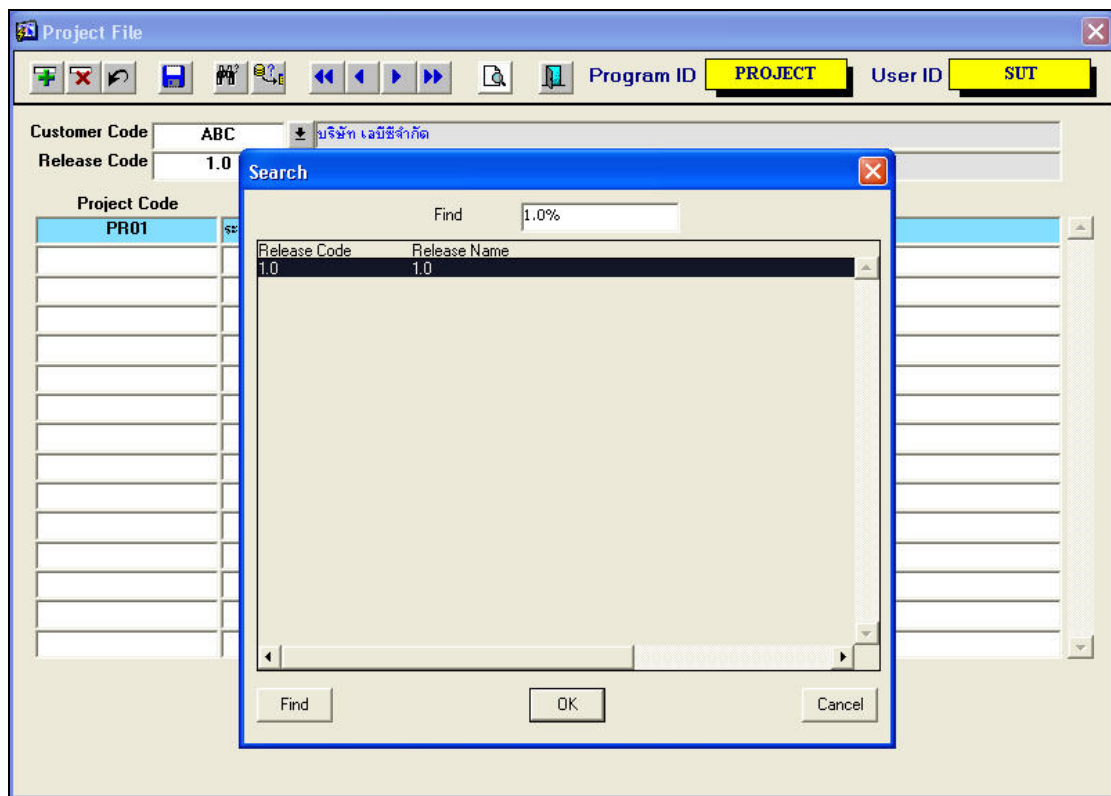 Project File
Program ID PROJECT User ID SUT
Customer Code ABC บริษัท เอบีซีจำกัด
Release Code 1.0
Project Code
PR01
Search
Find 1.0%
Release Code Release Name
1.0 1.0
Find OK Cancel